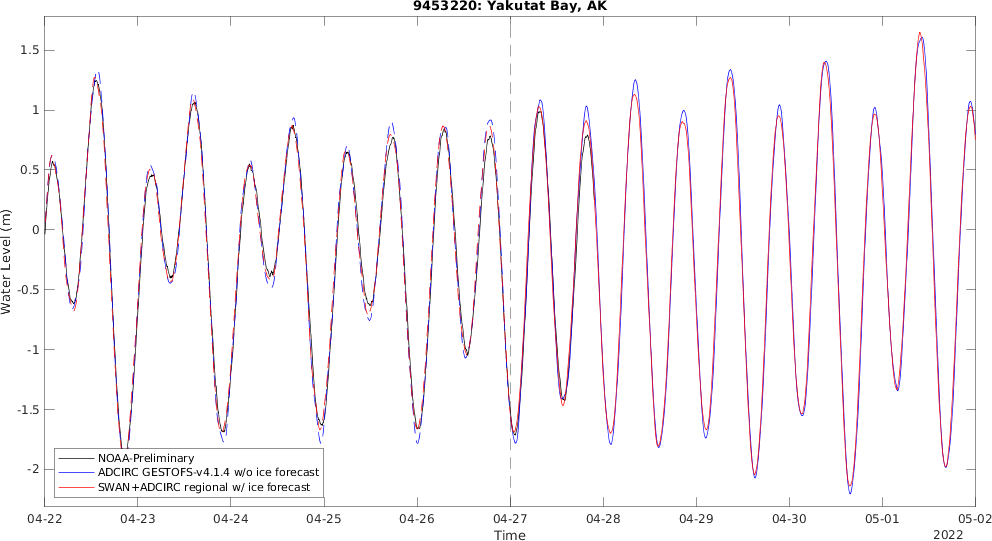 9453220: Yakutat Bay, AK
Water Level (m)
1.5
1
0.5
0
-0.5
-1
-1.5
-2
NOAA-Preliminary
ADCIRC GESTOFS-v4.1.4 w/o ice forecast
SWAN+ADCIRC regional w/ ice forecast
04-22 04-23 04-24 04-25 04-26 04-27 04-28 04-29 04-30 05-01 05-02
Time
2022